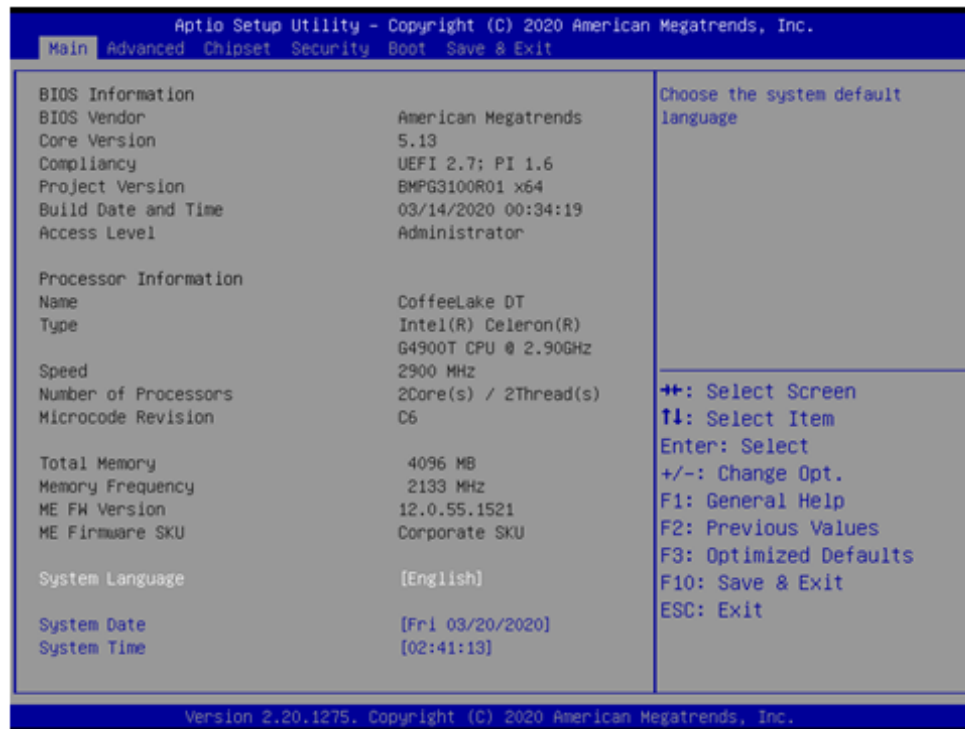 Aptio Setup Utility – Copyright (C) 2020 American Megatrends, Inc.
Main Advanced Chipset Security Boot Save & Exit
BIOS Information
BIOS Vendor American Megatrends
Core Version 5.13
Compliancy UEFI 2.7; PI 1.6
Project Version BMPG3100R01 x64
Build Date and Time 03/14/2020 00:34:19
Access Level Administrator
Processor Information
Name CoffeeLake DT
Type Intel(R) Celeron(R)
G4900T CPU @ 2.90GHz
Speed 2900 MHz
Number of Processors 2Core(s) / 2Thread(s)
Microcode Revision C6
Total Memory 4096 MB
Memory Frequency 2133 MHz
ME FW Version 12.0.55.1521
ME Firmware SKU Corporate SKU
System Language [English]
System Date [Fri 03/20/2020]
System Time [02:41:13]
Choose the system default
language
→←: Select Screen
↑↓: Select Item
Enter: Select
+/-: Change Opt.
F1: General Help
F2: Previous Values
F3: Optimized Defaults
F10: Save & Exit
ESC: Exit
Version 2.20.1275. Copyright (C) 2020 American Megatrends, Inc.